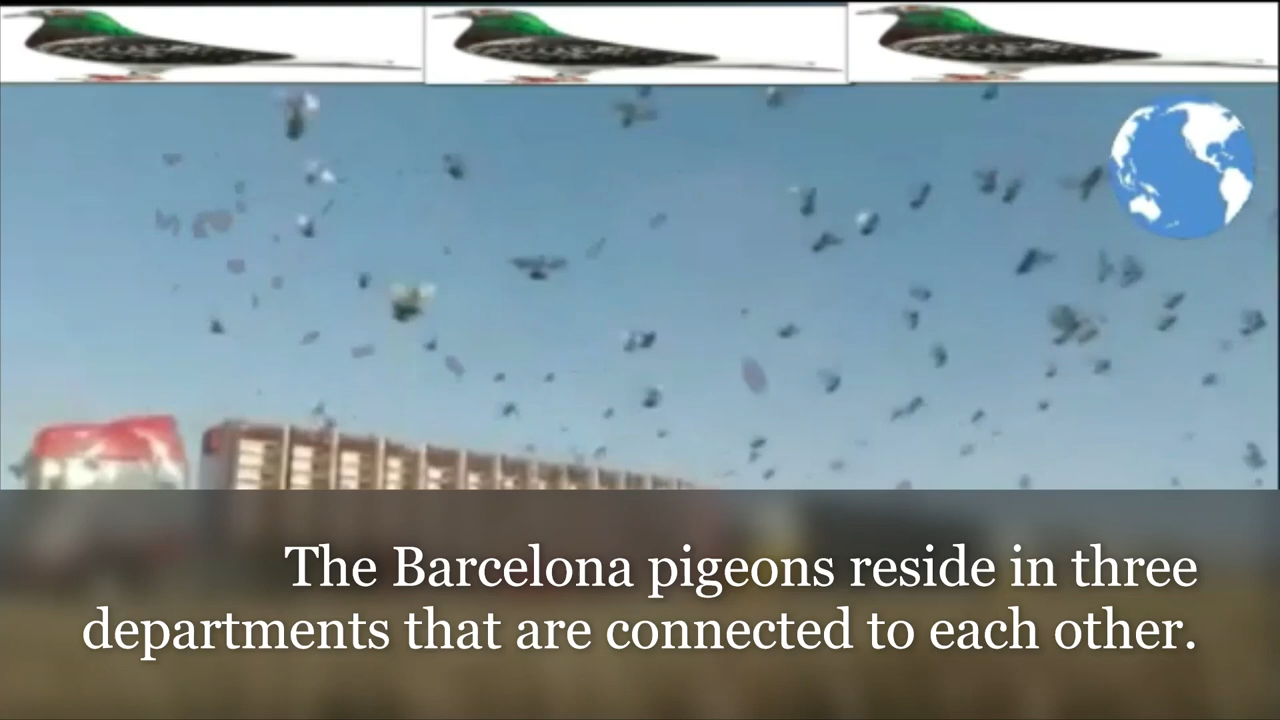 The Barcelona pigeons reside in three
departments that are connected to each other.